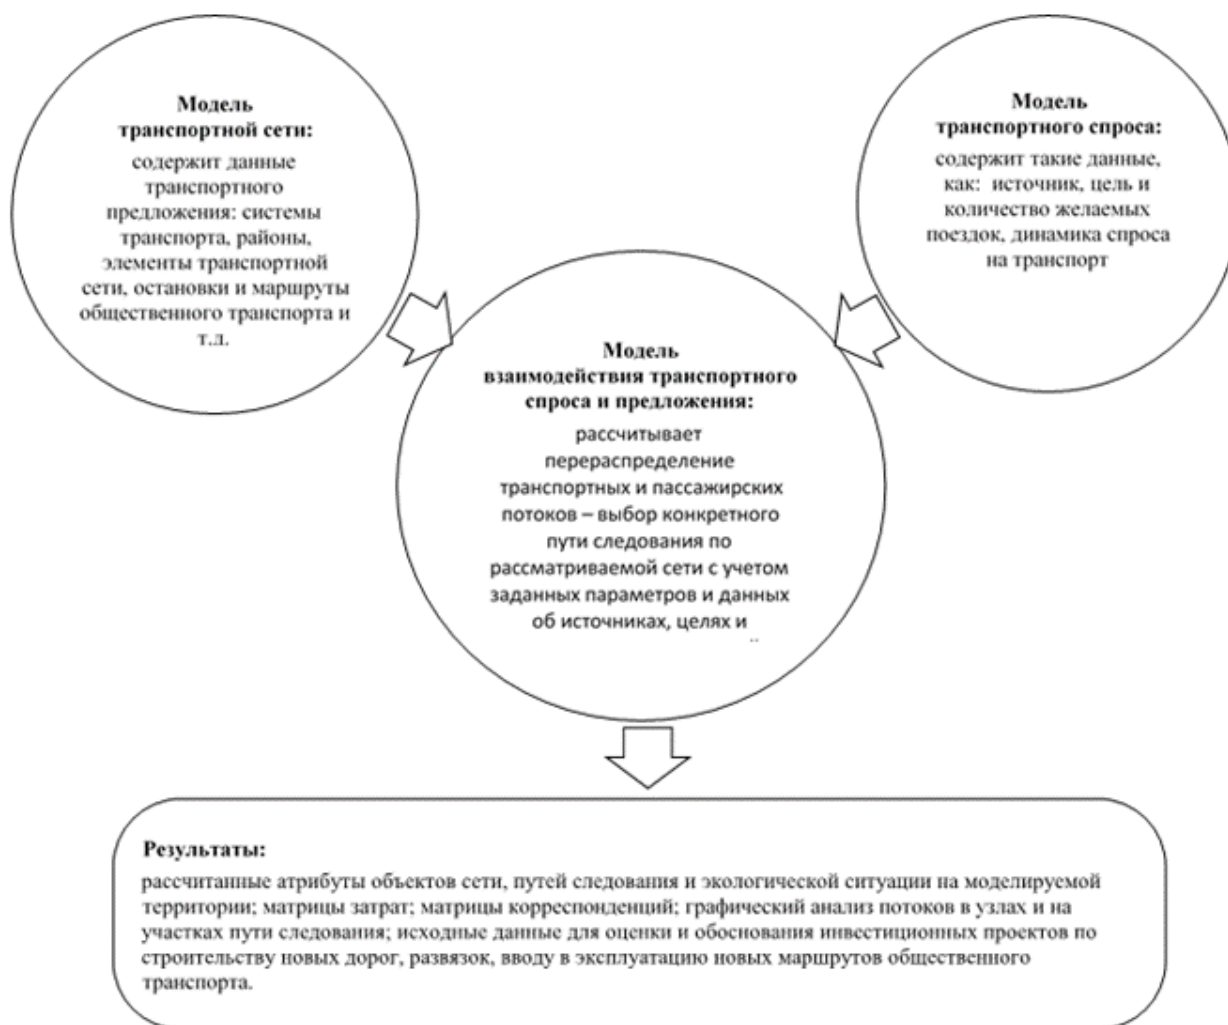 Модель
транспортной сети:
содержит данные
транспортного
предложения: системы
транспорта, районы,
элементы транспортной
сети, остановки и маршруты
общественного транспорта и
т.д.
Модель
транспортного спроса:
содержит такие данные,
как: источник, цель и
количество желаемых
поездок, динамика спроса
на транспорт
Модель
взаимодействия транспортного
спроса и предложения:
рассчитывает
перераспределение
транспортных и пассажирских
потоков – выбор конкретного
пути следования по
рассматриваемой сети с учетом
заданных параметров и данных
об источниках, целях и
Результаты:
рассчитанные атрибуты объектов сети, путей следования и экологической ситуации на моделируемой
территории; матрицы затрат; матрицы корреспонденций; графический анализ потоков в узлах и на
участках пути следования; исходные данные для оценки и обоснования инвестиционных проектов по
строительству новых дорог, развязок, вводу в эксплуатацию новых маршрутов общественного
транспорта.